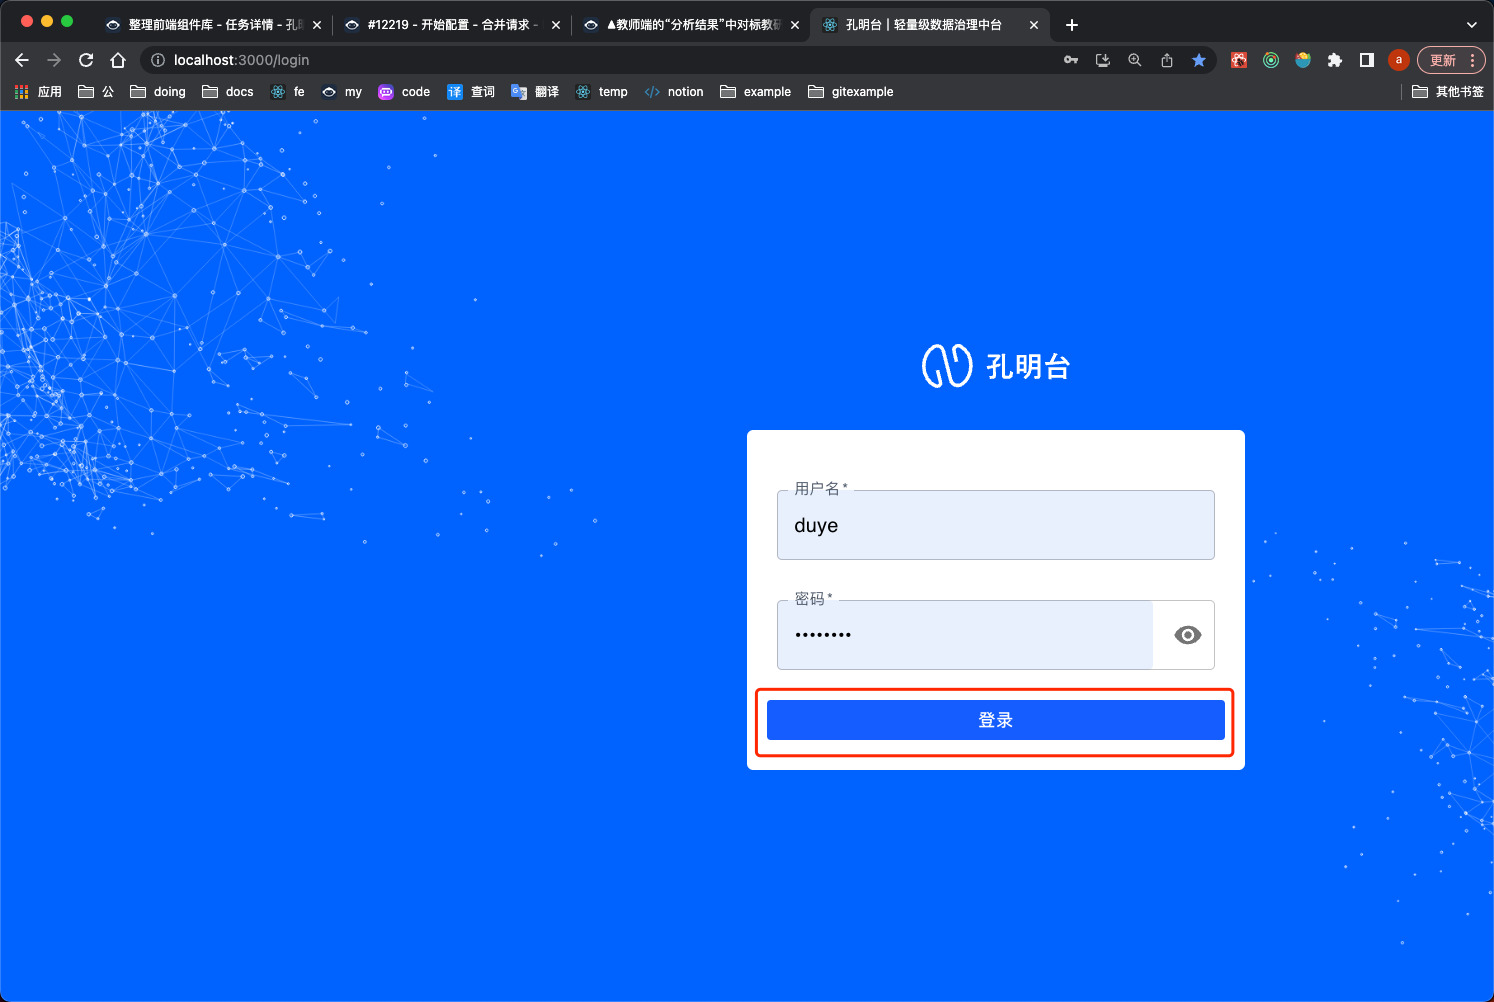 整理前端组件库 - 任务详情 - 孔明
#12219 - 开始配置 - 合并请求 -
▲教师端的“分析结果”中对标教研
孔明台 | 轻量级数据治理中台
localhost:3000/login
a
更新
应用
公
doing
docs
fe
my
code
译 查词
翻译
temp
notion
example
gitexample
其他书签
孔明台
用户名 *
duye
密码 *
••••••••
登录